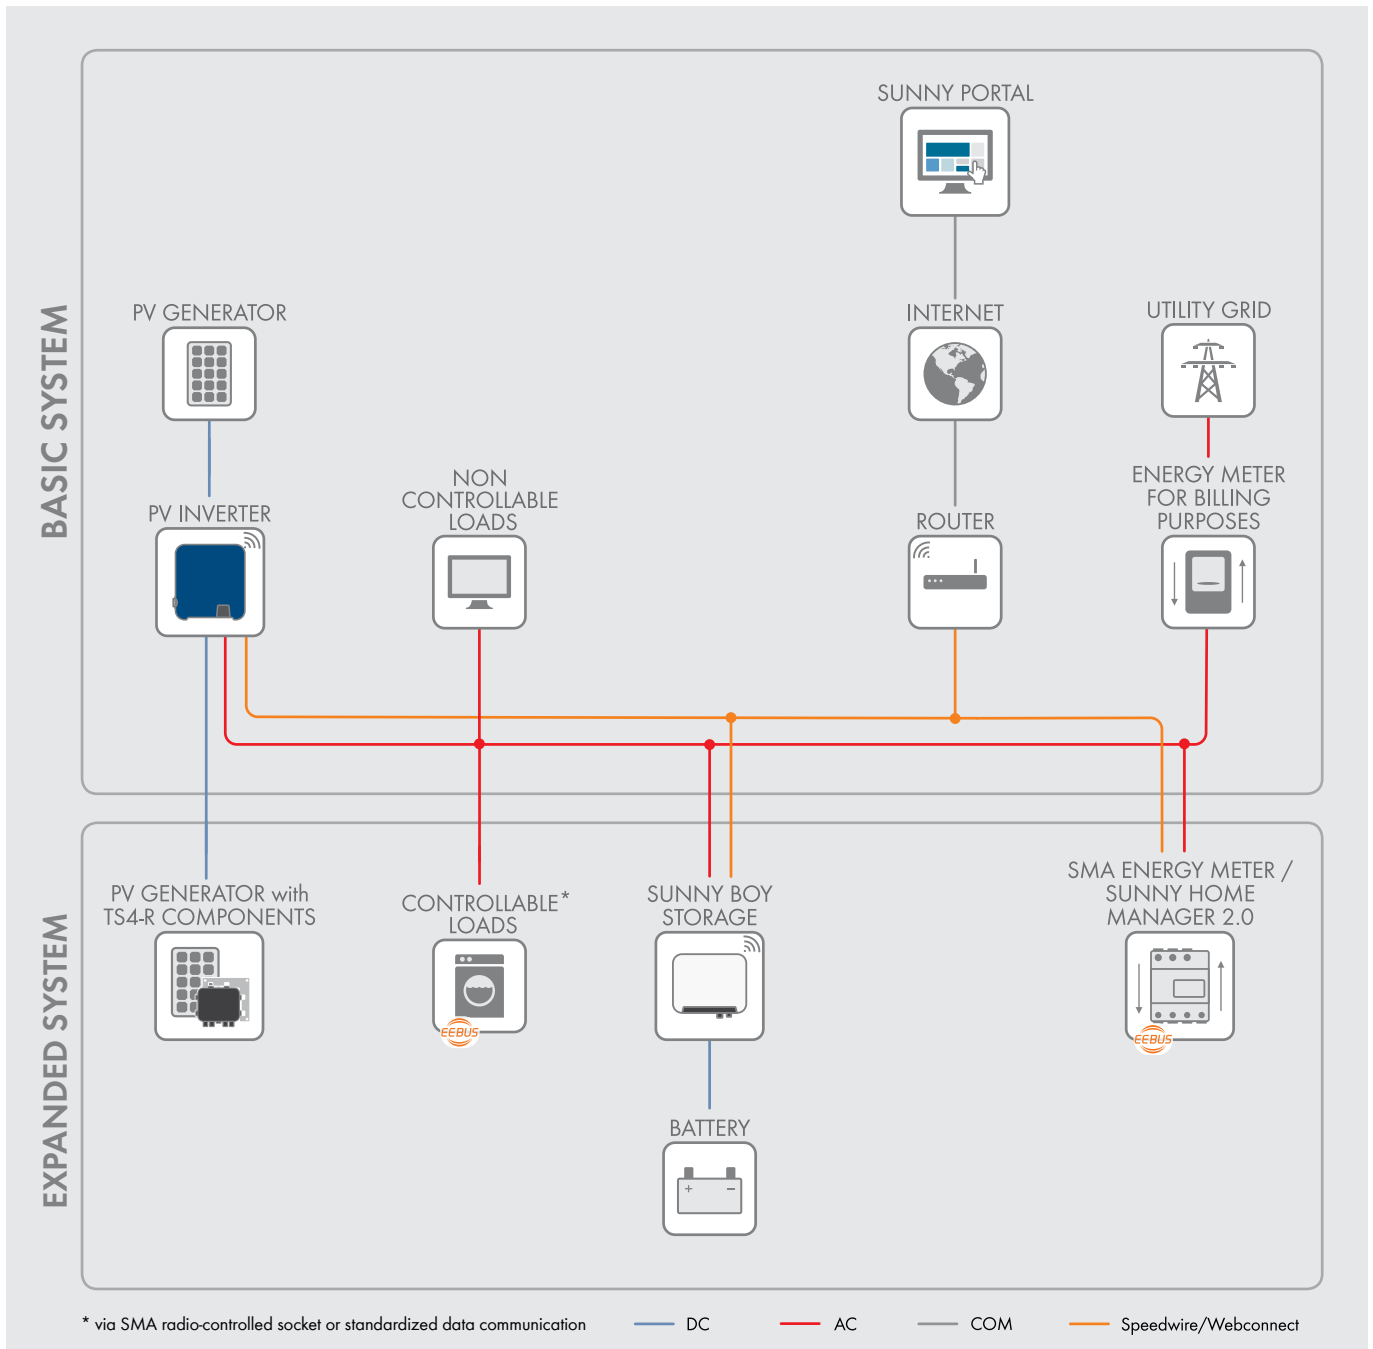 BASIC SYSTEM
SUNNY PORTAL
PV GENERATOR
INTERNET
UTILITY GRID
PV INVERTER
NON
CONTROLLABLE
LOADS
ROUTER
ENERGY METER
FOR BILLING
PURPOSES
EXPANDED SYSTEM
PV GENERATOR with
TS4-R COMPONENTS
CONTROLLABLE*
LOADS
EEBUS
SUNNY BOY
STORAGE
SMA ENERGY METER /
SUNNY HOME
MANAGER 2.0
EEBUS
BATTERY
+ −
* via SMA radio-controlled socket or standardized data communication
DC
AC
COM
Speedwire/Webconnect